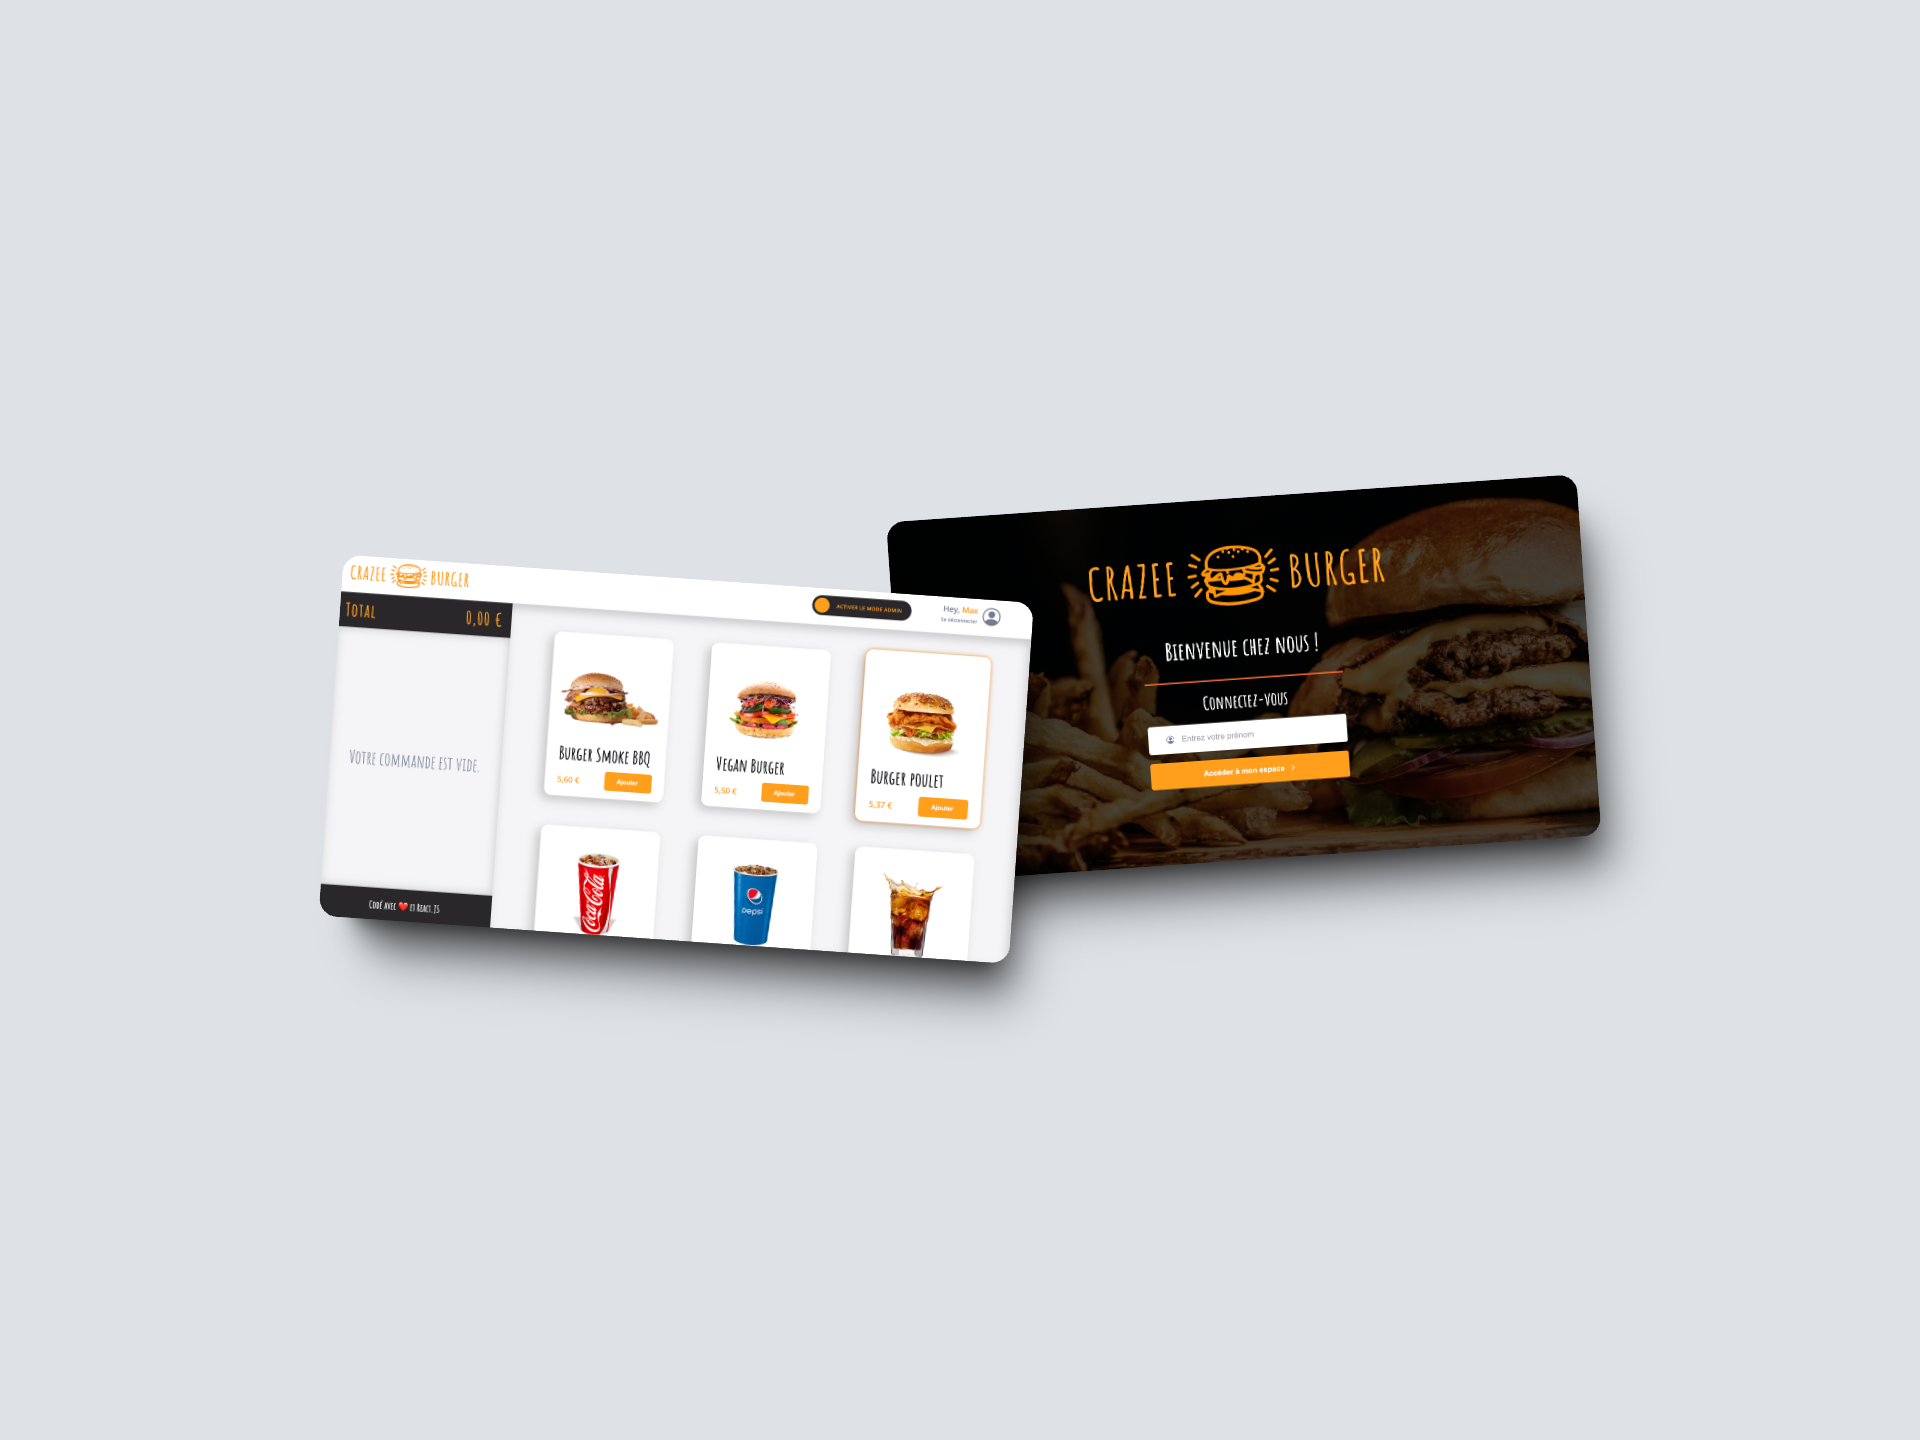 CRAZEE BURGER
ACTIVER LE MODE ADMIN
Hey, Max
Se déconnecter
Total 0,00 €
Votre commande est vide.
Burger Smoke BBQ
5,60 € Ajouter
Vegan Burger
5,50 € Ajouter
Burger poulet
5,37 € Ajouter
Coca-Cola
pepsi
Codé avec ❤️ et React.JS
CRAZEE BURGER
Bienvenue chez nous !
Connectez-vous
Entrez votre prénom
Accéder à mon espace >